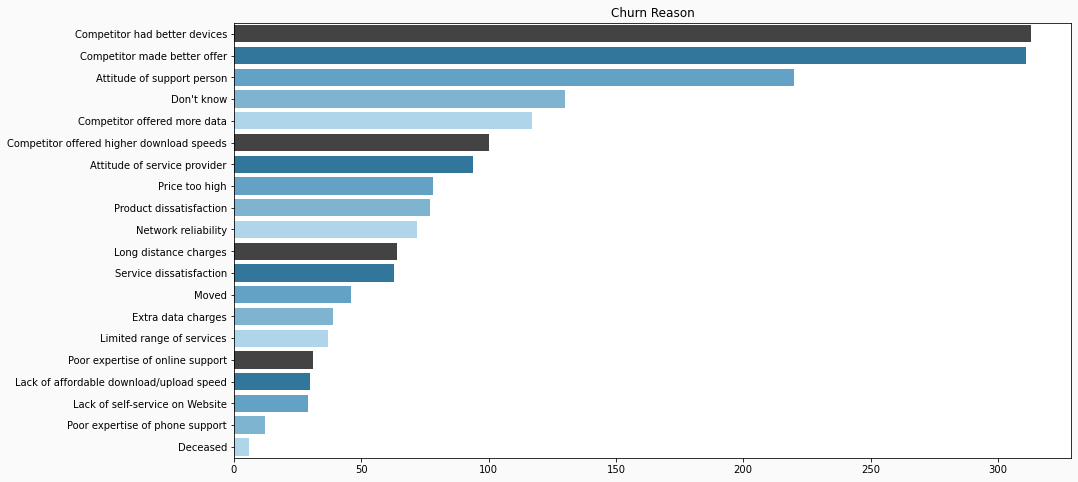 Churn Reason
Competitor had better devices
Competitor made better offer
Attitude of support person
Don't know
Competitor offered more data
Competitor offered higher download speeds
Attitude of service provider
Price too high
Product dissatisfaction
Network reliability
Long distance charges
Service dissatisfaction
Moved
Extra data charges
Limited range of services
Poor expertise of online support
Lack of affordable download/upload speed
Lack of self-service on Website
Poor expertise of phone support
Deceased
0 50 100 150 200 250 300